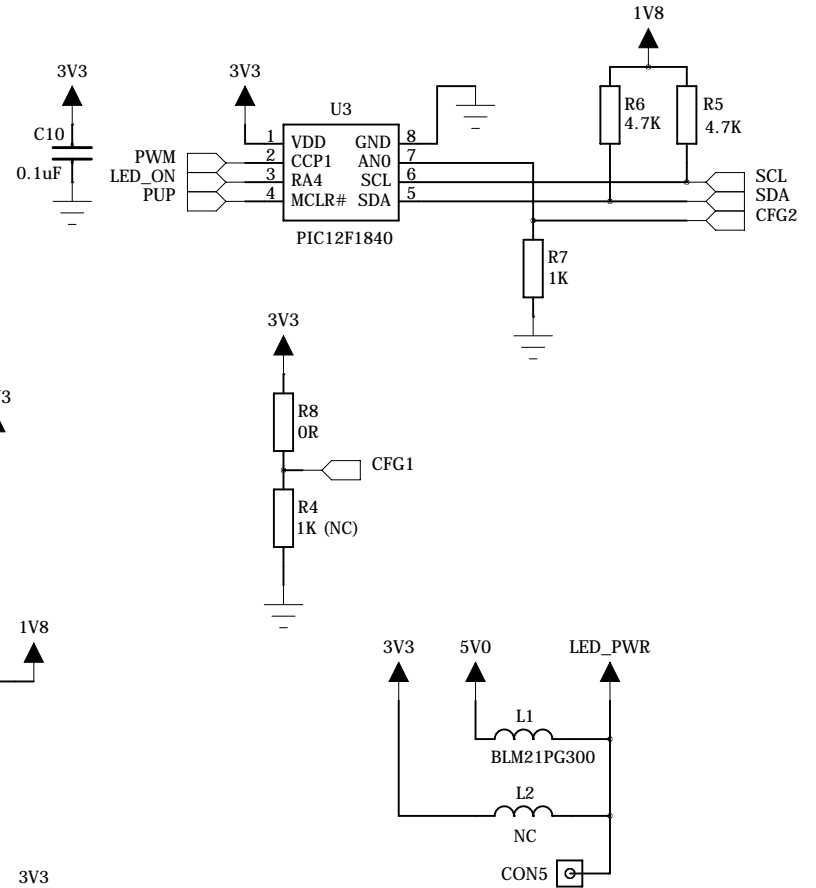 1V8
3V3
3V3
C10
0.1uF
U3
R6
4.7K
R5
4.7K
PWM
LED_ON
PUP
1 VDD GND 8
2 CCP1 AN0 7
3 RA4 SCL 6
4 MCLR# SDA 5
PIC12F1840
SCL
SDA
CFG2
R7
1K
3V3
R8
0R
CFG1
R4
1K (NC)
1V8
3V3
5V0
LED_PWR
L1
BLM21PG300
L2
NC
CON5
3V3